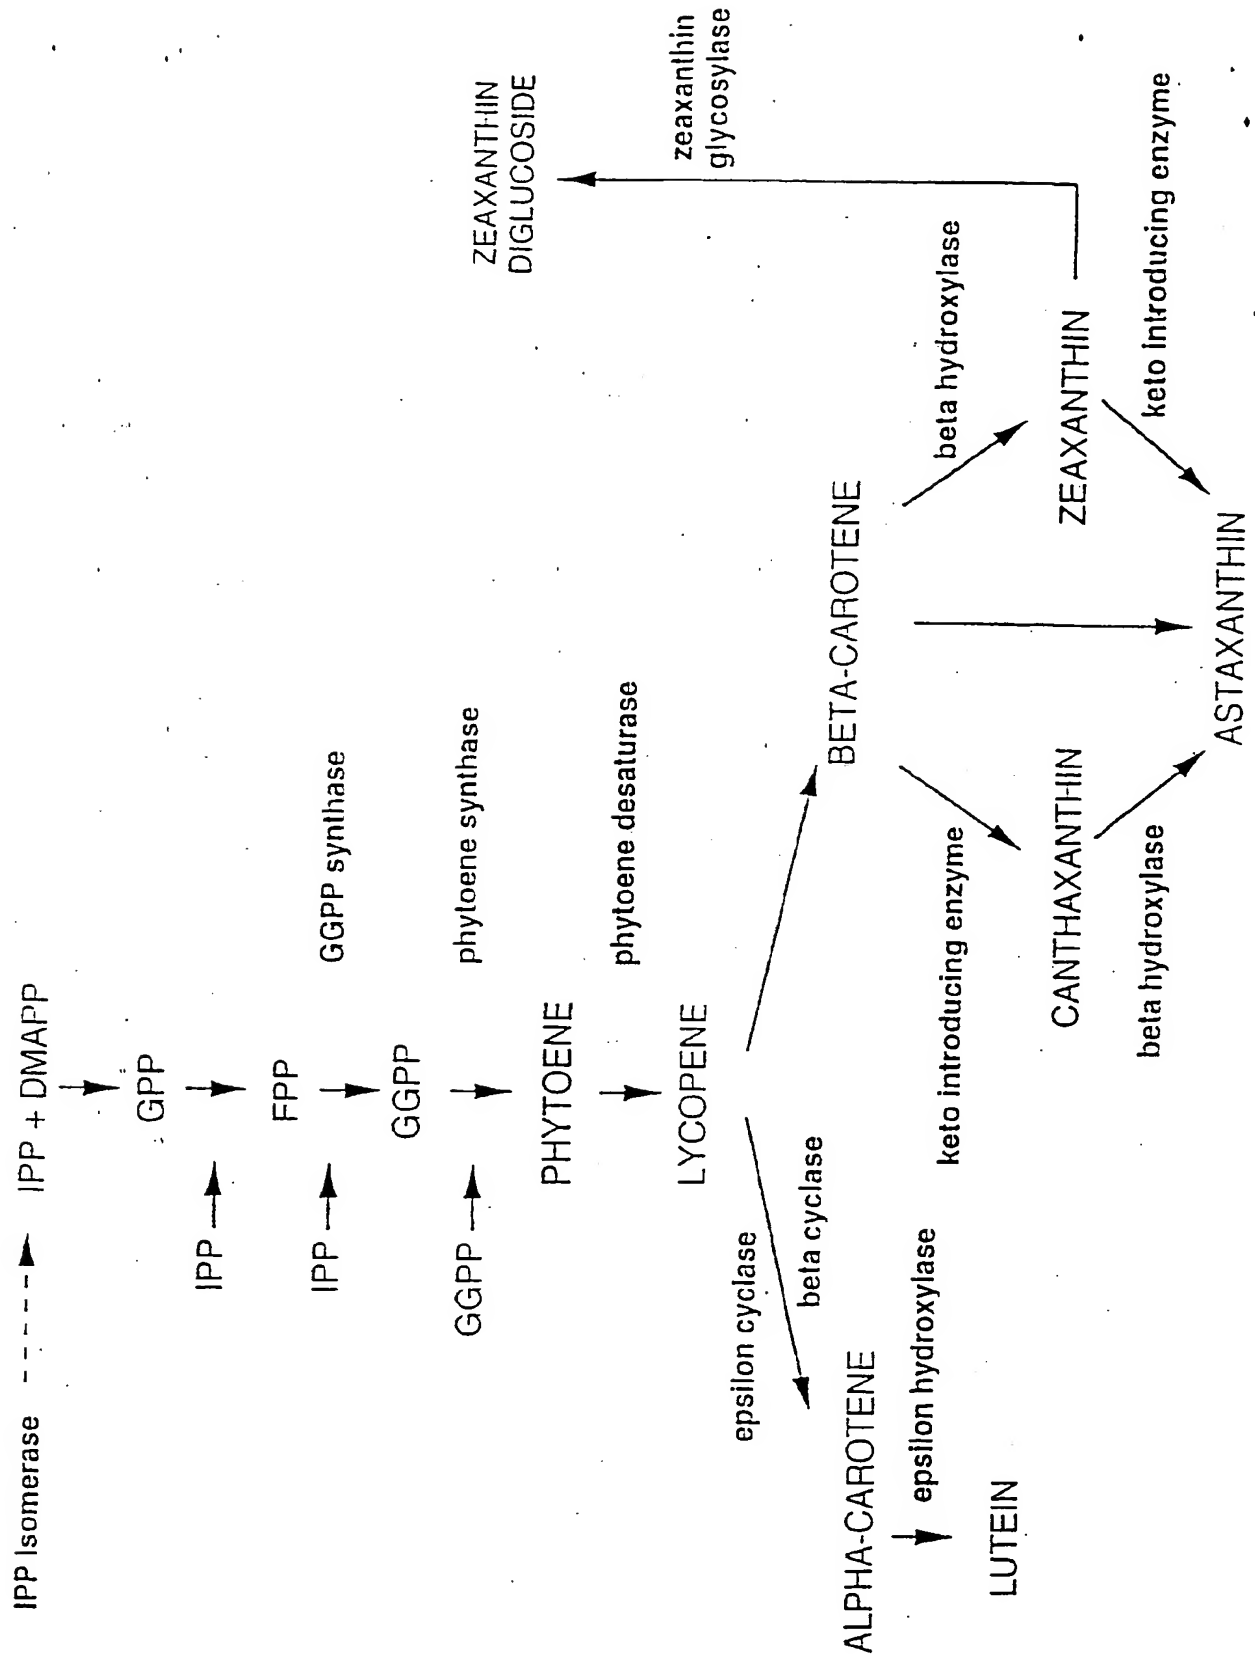 IPP Isomerase
IPP + DMAPP
GPP
IPP
FPP
IPP
GGPP synthase
GGPP
GGPP
phytoene synthase
PHYTOENE
phytoene desaturase
LYCOPENE
epsilon cyclase
beta cyclase
ALPHA-CAROTENE
BETA-CAROTENE
epsilon hydroxylase
LUTEIN
keto introducing enzyme
beta hydroxylase
CANTHAXANTHIN
ZEAXANTHIN
beta hydroxylase
keto introducing enzyme
ASTAXANTHIN
ZEAXANTHIN
DIGLUCOSIDE
zeaxanthin
glycosylase